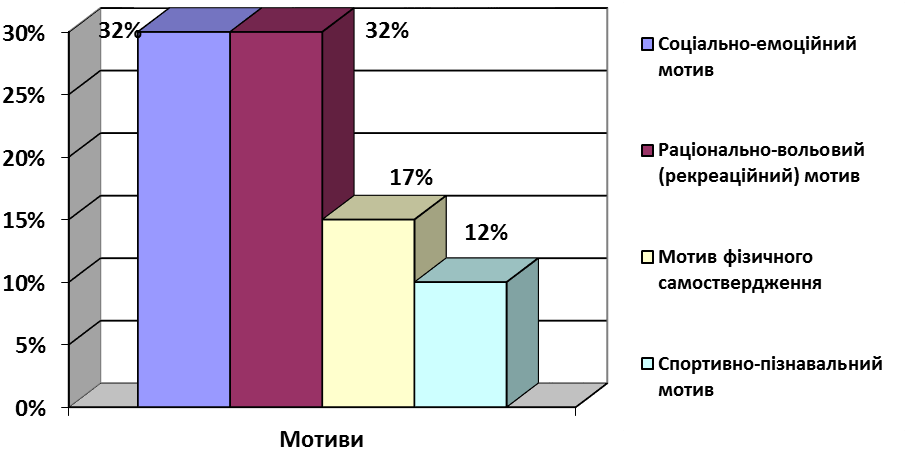 32%
32%
17%
12%
30%
25%
20%
15%
10%
5%
0%
Мотиви
Соціально-емоційний
мотив
Раціонально-вольовий
(рекреаційний) мотив
Мотив фізичного
самоствердження
Спортивно-пізнавальний
мотив